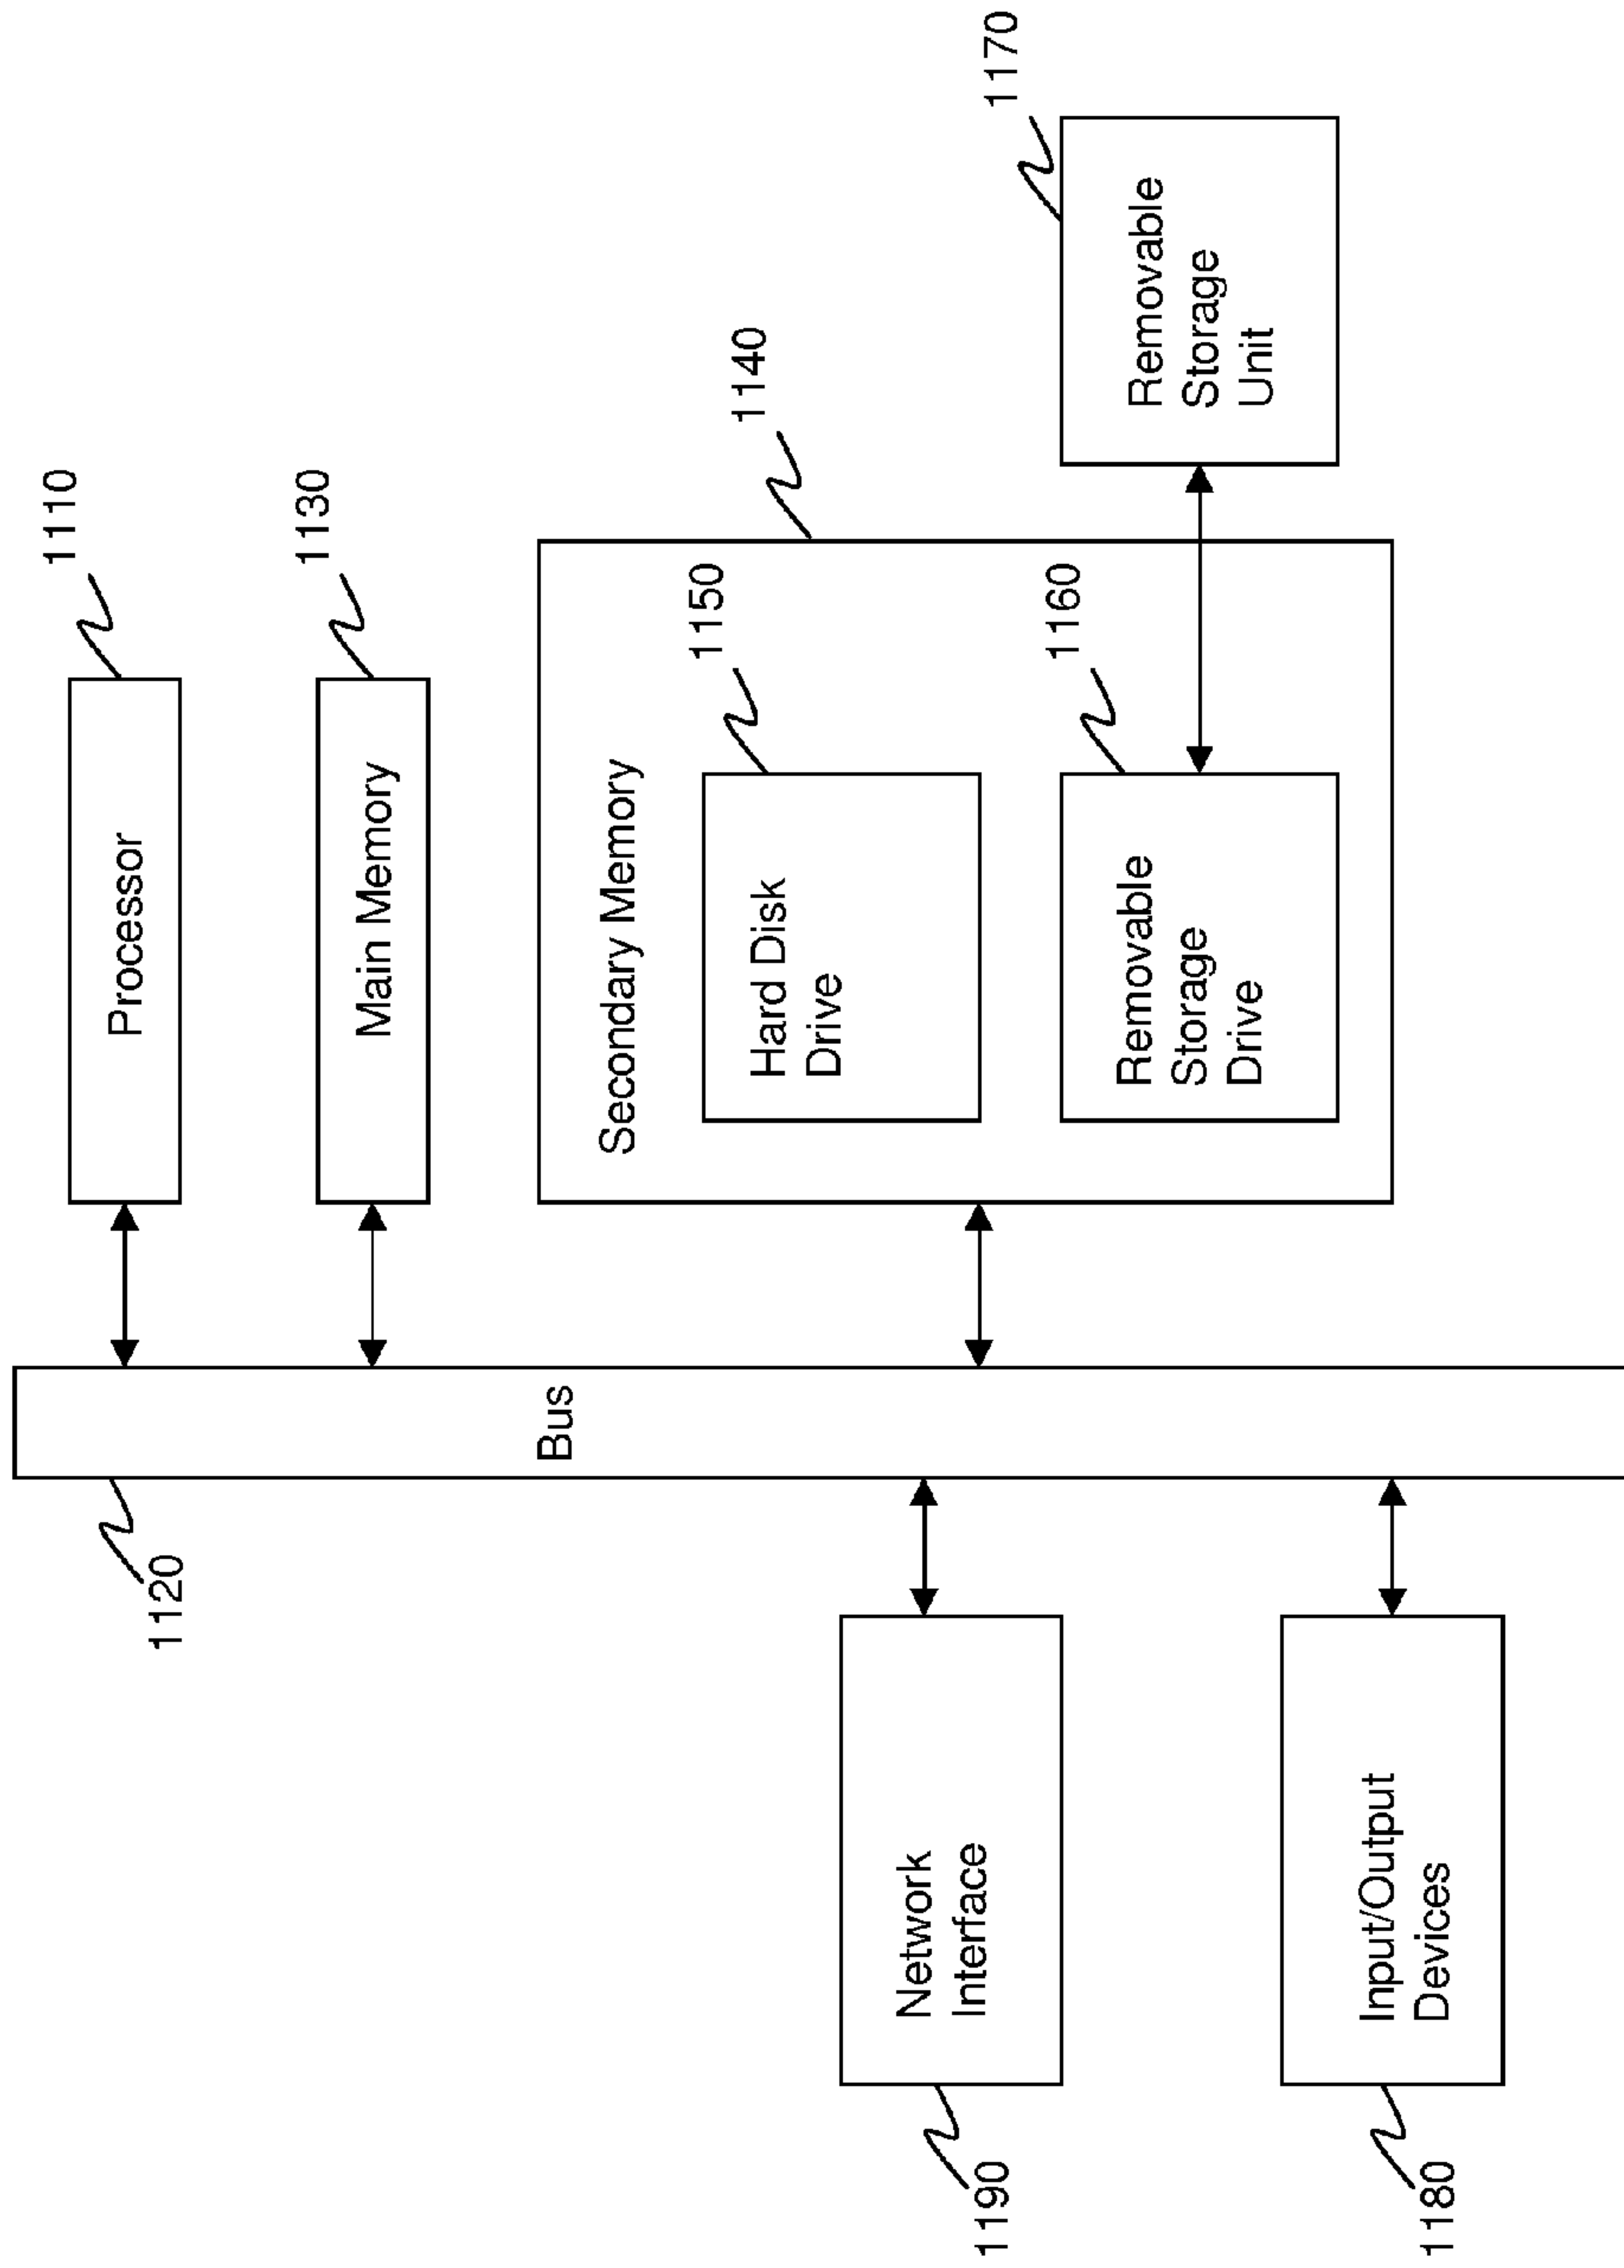 1110
Processor
1130
Main Memory
1140
Secondary Memory
1150
Hard Disk
Drive
1160
Removable
Storage
Drive
1170
Removable
Storage
Unit
1120
Bus
Network
Interface
1190
Input/Output
Devices
1180